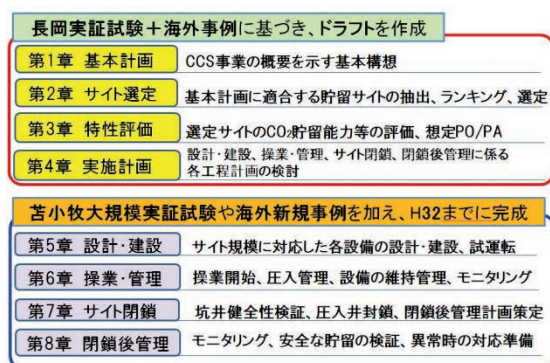 長岡実証試験＋海外事例に基づき、ドラフトを作成
第1章 基本計画 CCS事業の概要を示す基本構想
第2章 サイト選定 基本計画に適合する貯留サイトの抽出、ランキング、選定
第3章 特性評価 選定サイトのCO₂貯留能力等の評価、想定PO/PA
第4章 実施計画 設計・建設、操業・管理、サイト閉鎖、閉鎖後管理に係る
各工程計画の検討
苫小牧大規模実証試験や海外新規事例を加え、H32までに完成
第5章 設計・建設 サイト規模に対応した各設備の設計・建設、試運転
第6章 操業・管理 操業開始、圧入管理、設備の維持管理、モニタリング
第7章 サイト閉鎖 坑井健全性検証、圧入井封鎖、閉鎖後管理計画策定
第8章 閉鎖後管理 モニタリング、安全な貯留の検証、異常時の対応準備